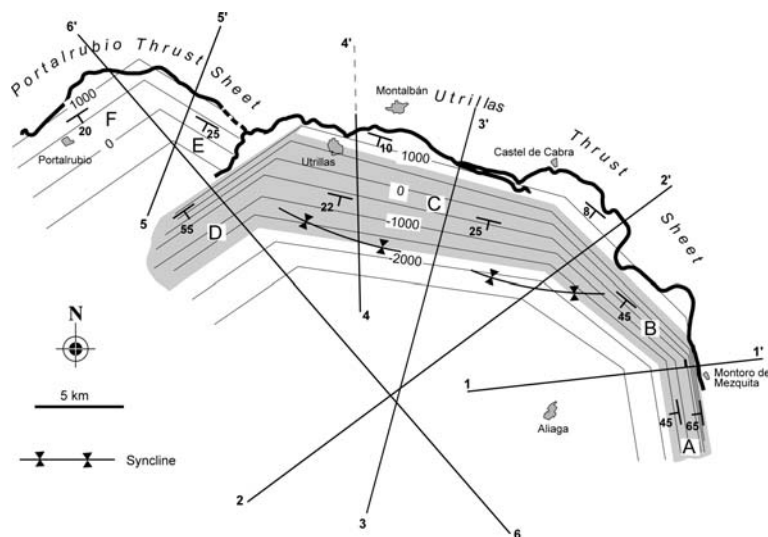 6'
5'
4'
Portalrubio Thrust Sheet
Montalbán
Utrillas
Thrust
Sheet
3'
1000
F
20
Portalrubio
0
E
25
Utrillas
10
1000
Castel de Cabra
2'
0
C
8
22
25
-1000
5
55
D
-2000
4
45
B
N
1
1'
Montoro de
Mezquita
5 km
Aliaga
45
65
A
Syncline
2
3
6